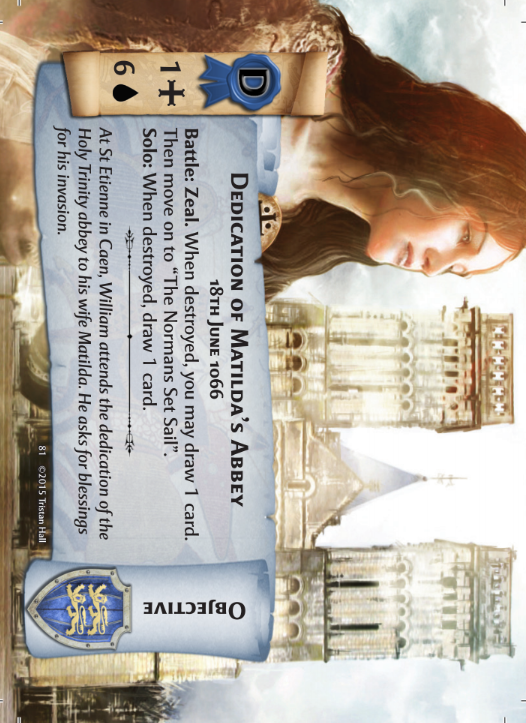 D
1
6
DEDICATION OF MATILDA'S ABBEY
18TH JUNE 1066
Battle: Zeal. When destroyed, you may draw 1 card.
Then move on to “The Normans Set Sail”.
Solo: When destroyed, draw 1 card.
At St Etienne in Caen, William attends the dedication of the
Holy Trinity abbey to his wife Matilda. He asks for blessings
for his invasion.
81 ©2015 Tristan Hall
OBJECTIVE